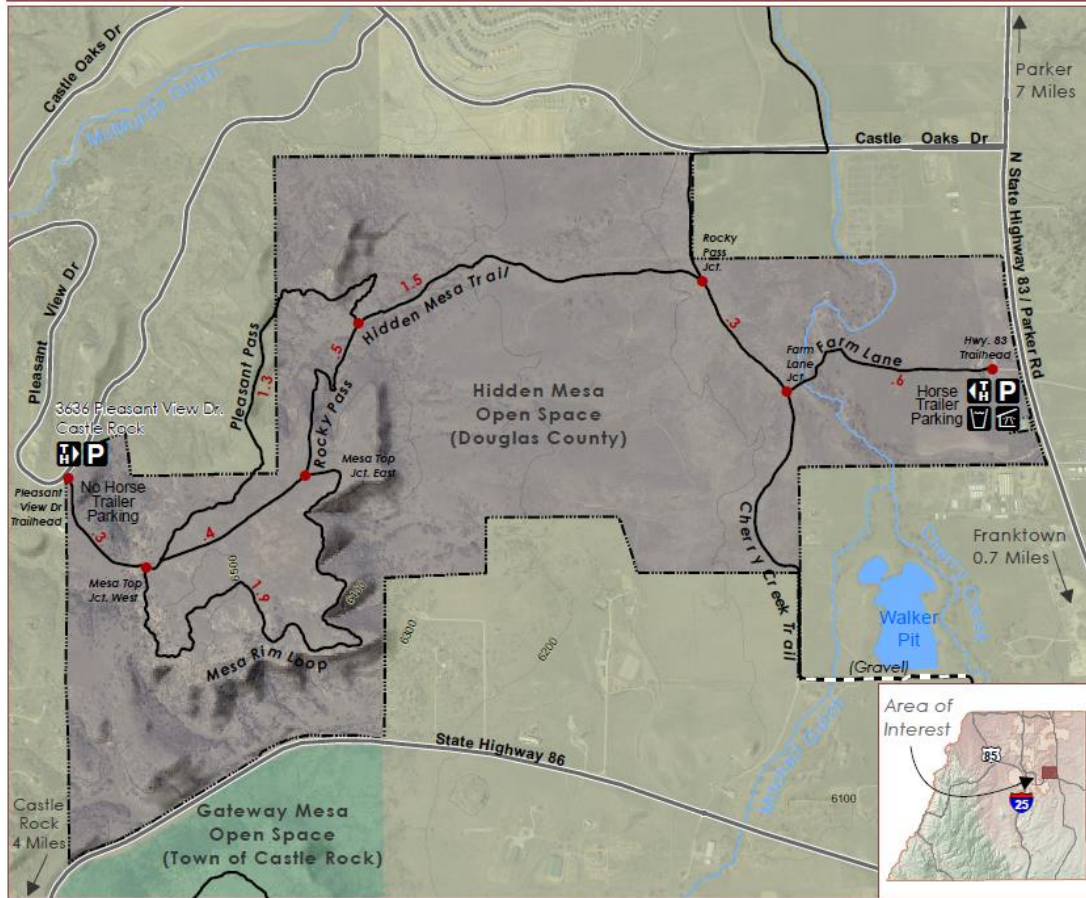 Castle Oaks Dr
McMurdo Gulch
Parker
7 Miles
Castle Oaks Dr
N State Highway 83 / Parker Rd
Pleasant View Dr
Rocky
Pass
Jct.
1.5
Hidden Mesa Trail
.3
Pleasant Pass
1.3
.5
Rocky Pass
Farm
Lane
Jct.
Farm Lane
.6
Hwy. 83
Trailhead
Horse
Trailer
Parking
TH
P
3636 Pleasant View Dr.
Castle Rock
TH
P
Hidden Mesa
Open Space
(Douglas County)
Mesa Top
Jct. East
Pleasant
View Dr
Trailhead
No Horse
Trailer
Parking
.3
.4
Mesa Top
Jct. West
6500
1.9
6300
Mesa Rim Loop
6300
6200
Cherry Creek Trail
Cherry Creek
Franktown
0.7 Miles
Walker
Pit
(Gravel)
Mitchell Gulch
State Highway 86
6100
Castle
Rock
4 Miles
Gateway Mesa
Open Space
(Town of Castle Rock)
Area of
Interest
85
25